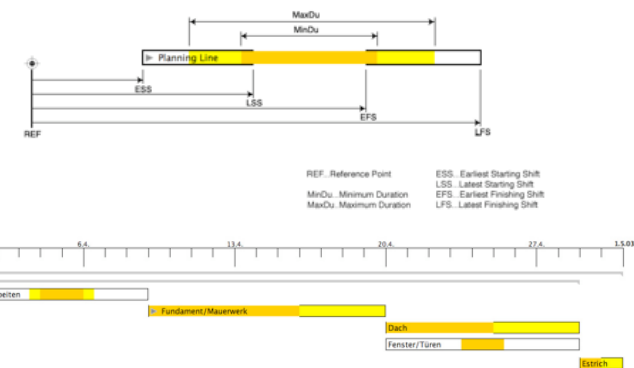 MaxDu
MinDu
Planning Line
ESS
LSS
EFS
REF
LFS
REF...Reference Point
ESS...Earliest Starting Shift
LSS...Latest Starting Shift
MinDu...Minimum Duration
EFS...Earliest Finishing Shift
MaxDu...Maximum Duration
LFS...Latest Finishing Shift
6.4.
13.4.
20.4.
27.4.
1.5.03
eiten
Fundament/Mauerwerk
Dach
Fenster/Türen
Estrich